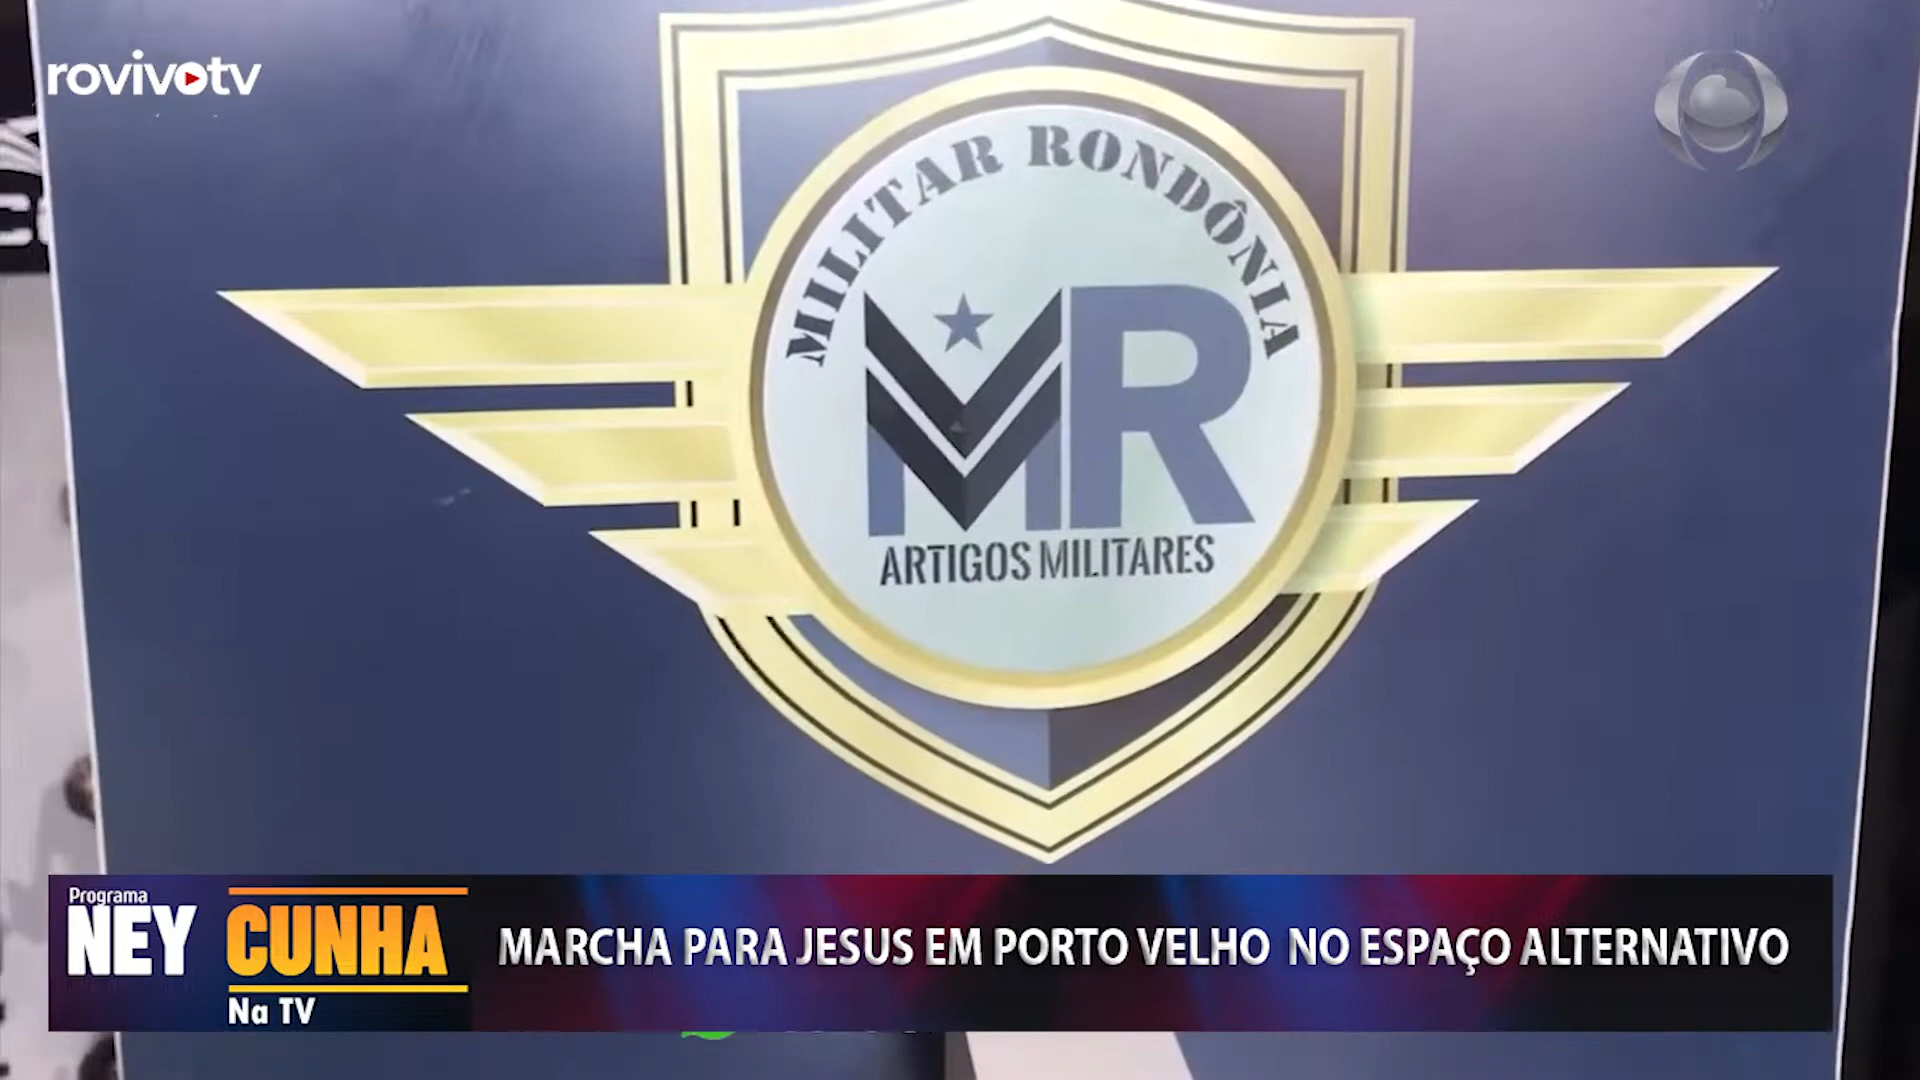 rovivotv
MILITAR RONDÔNIA
MR
ARTIGOS MILITARES
Programa
NEY CUNHA
Na TV
MARCHA PARA JESUS EM PORTO VELHO NO ESPAÇO ALTERNATIVO